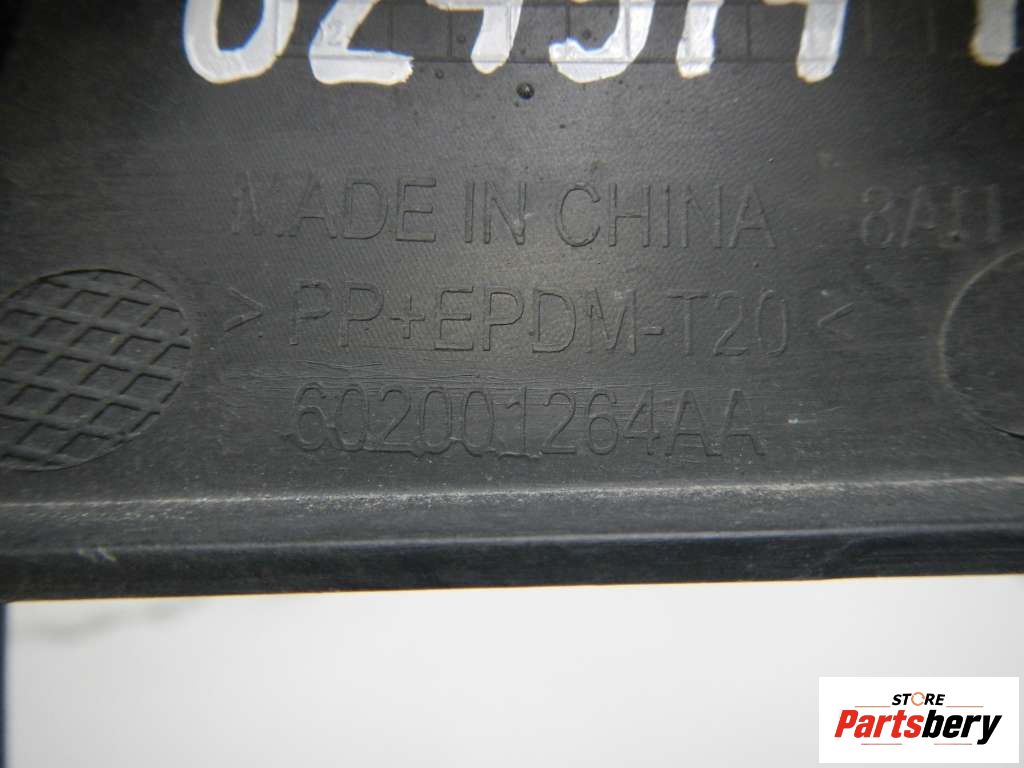 MADE IN CHINA
> PP+EPDM-T20 <
602001264AA
STORE
Partsbery